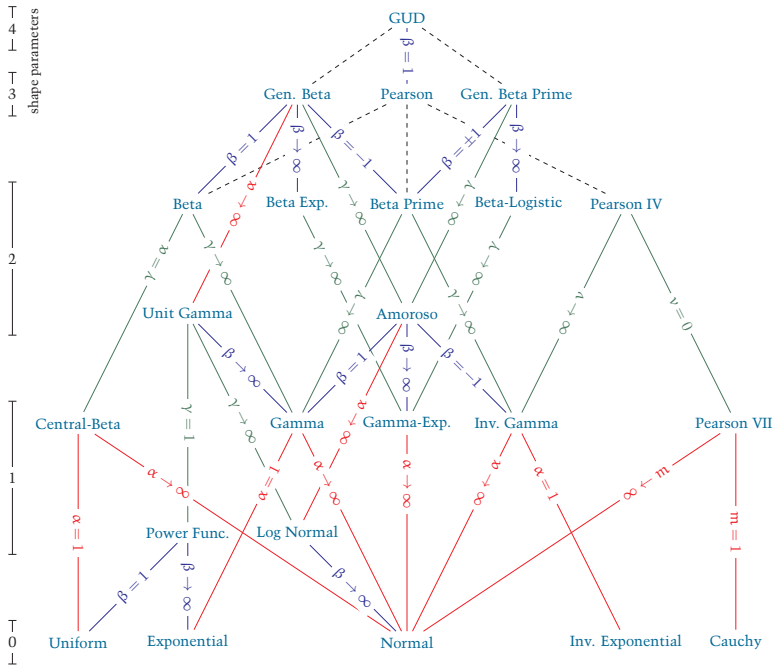 shape parameters
4
GUD
β = 1
3
Gen. Beta
Pearson
Gen. Beta Prime
β = 1
β → ∞
β = −1
β = ±1
β → ∞
α → ∞
γ → ∞
γ → ∞
Beta
Beta Exp.
Beta Prime
Beta-Logistic
Pearson IV
2
γ = α
γ → ∞
γ → ∞
γ → ∞
γ → ∞
γ → ∞
ν → ∞
ν = 0
Unit Gamma
Amoroso
β → ∞
β = 1
β → ∞
β = −1
γ = 1
γ → ∞
α → ∞
Central-Beta
Gamma
Gamma-Exp.
Inv. Gamma
Pearson VII
1
α → ∞
α = 1
α → ∞
α → ∞
α → ∞
α = 1
m → ∞
α = 1
m = 1
Power Func.
Log Normal
β = 1
β → ∞
β → ∞
0
Uniform
Exponential
Normal
Inv. Exponential
Cauchy